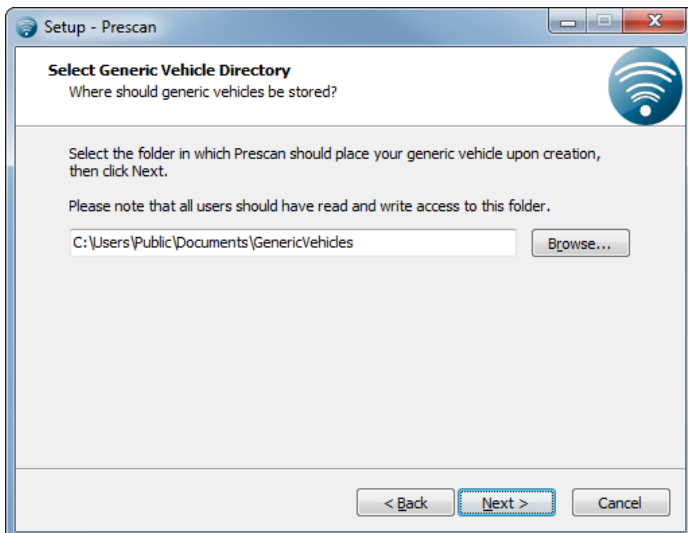 Setup - Prescan
Select Generic Vehicle Directory
Where should generic vehicles be stored?
Select the folder in which Prescan should place your generic vehicle upon creation,
then click Next.
Please note that all users should have read and write access to this folder.
C:\Users\Public\Documents\GenericVehicles
Browse...
< Back
Next >
Cancel